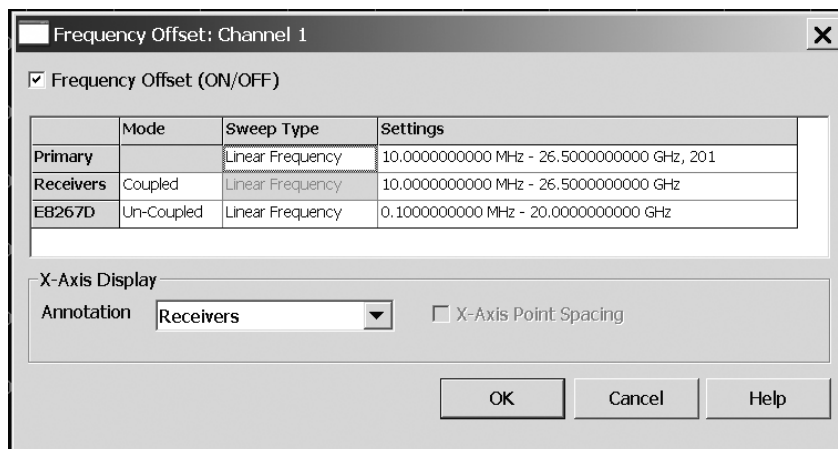 Frequency Offset: Channel 1
Frequency Offset (ON/OFF)
Mode Sweep Type Settings
Primary Linear Frequency 10.0000000000 MHz - 26.5000000000 GHz, 201
Receivers Coupled Linear Frequency 10.0000000000 MHz - 26.5000000000 GHz
E8267D Un-Coupled Linear Frequency 0.1000000000 MHz - 20.0000000000 GHz
X-Axis Display
Annotation Receivers X-Axis Point Spacing
OK Cancel Help